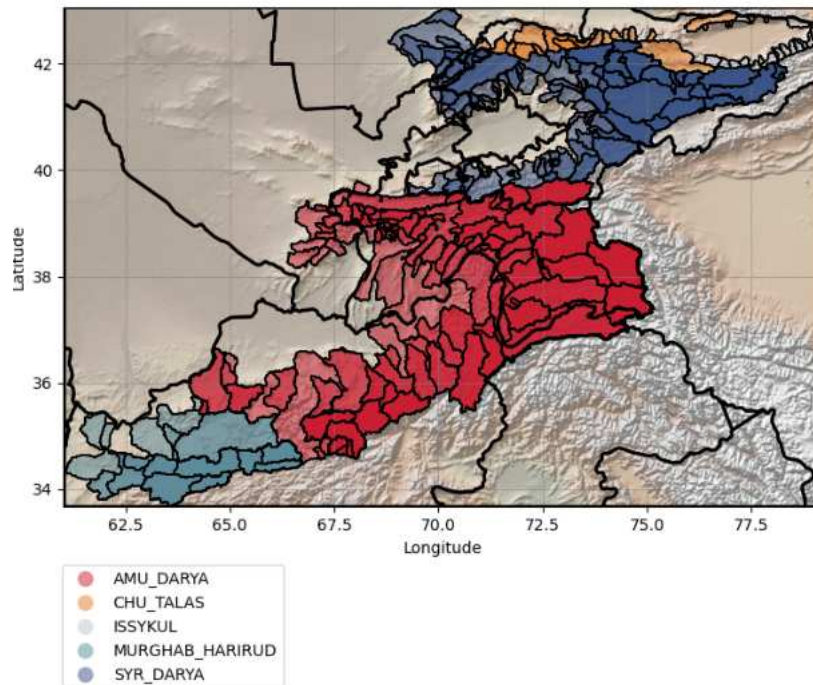 42
40
38
36
34
Latitude
62.5 65.0 67.5 70.0 72.5 75.0 77.5
Longitude
AMU_DARYA
CHU_TALAS
ISSYKUL
MURGHAB_HARIRUD
SYR_DARYA